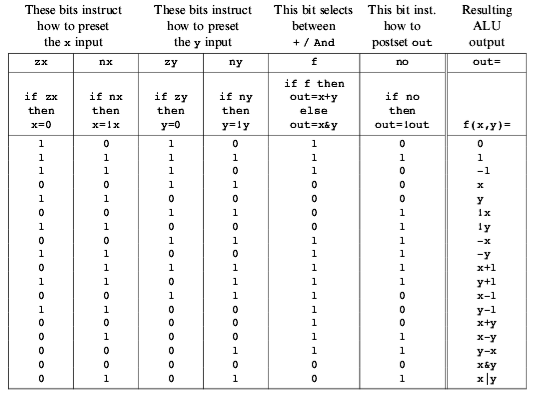 These bits instruct These bits instruct This bit selects This bit inst. Resulting
how to preset how to preset between how to ALU
the x input the y input + / And postset out output
zx nx zy ny f no out=
if zx if nx if zy if ny if f then if no
then then then then out=x+y then
x=0 x=!x y=0 y=!y else out=!out f(x,y)=
out=x&y
1 0 1 0 1 0 0
1 1 1 1 1 1 1
1 1 1 0 1 0 -1
0 0 1 1 0 0 x
1 1 0 0 0 0 y
0 0 1 1 0 1 !x
1 1 0 0 0 1 !y
0 0 1 1 1 1 -x
1 1 0 0 1 1 -y
0 1 1 1 1 1 x+1
1 1 0 1 1 1 y+1
0 0 1 1 1 0 x-1
1 1 0 0 1 0 y-1
0 0 0 0 1 0 x+y
0 1 0 0 1 1 x-y
0 0 0 1 1 1 y-x
0 0 0 0 0 0 x&y
0 1 0 1 0 1 x|y